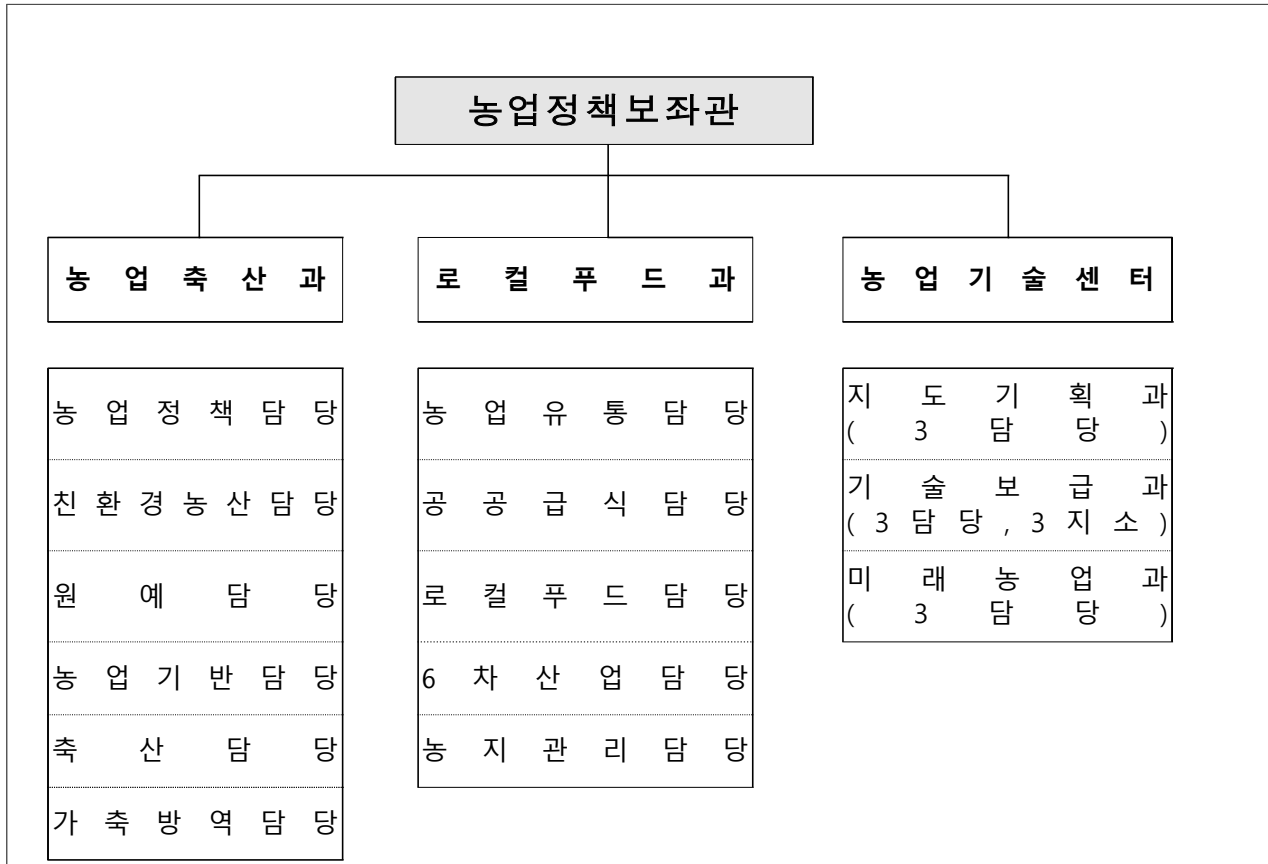 농업정책보좌관
농업축산과
로컬푸드과
농업기술센터
농업정책담당
친환경농산담당
원예담당
농업기반담당
축산담당
가축방역담당
농업유통담당
공공급식담당
로컬푸드담당
6차산업담당
농지관리담당
지도기획과
(3담당)
기술보급과
(3담당,3지소)
미래농업과
(3담당)